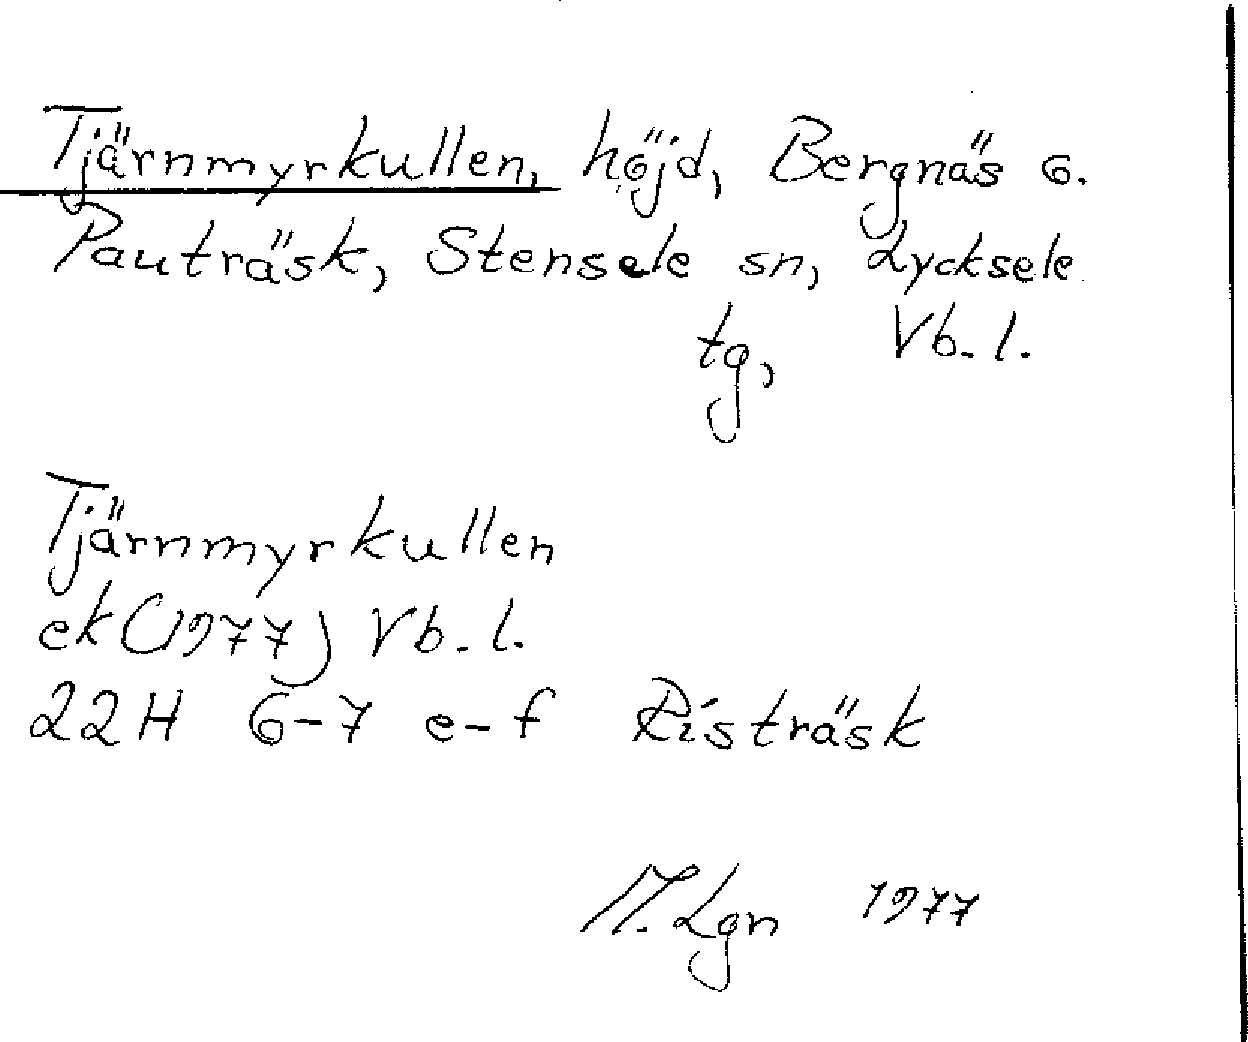 Tjärnmyrkullen, höjd, Bergnäs o.
Pauträsk, Stensele sn, Lycksele
tg, Vb. l.
Tjärnmyrkullen
ek (1977) Vb. l.
22H 6-7 e-f Risträsk
M. Lgn 1977